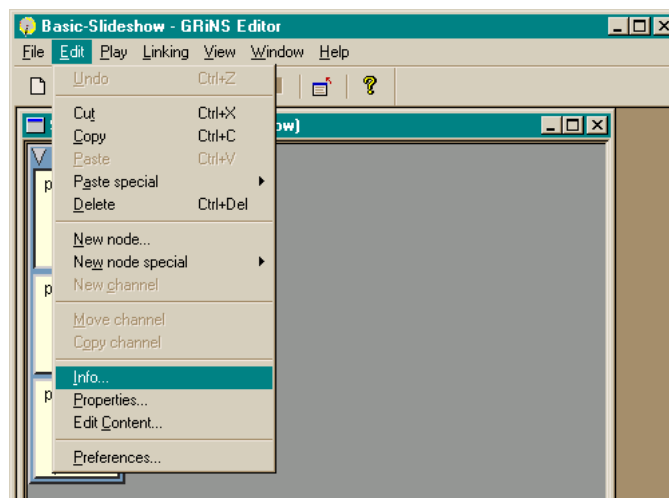 Basic-Slideshow - GRiNS Editor
File Edit Play Linking View Window Help
Undo Ctrl+Z
Cut Ctrl+X
ow)
Copy Ctrl+C
Paste Ctrl+V
p
Paste special
Delete Ctrl+Del
New node...
New node special
p
New channel
Move channel
Copy channel
Info...
p
Properties...
Edit Content...
Preferences...